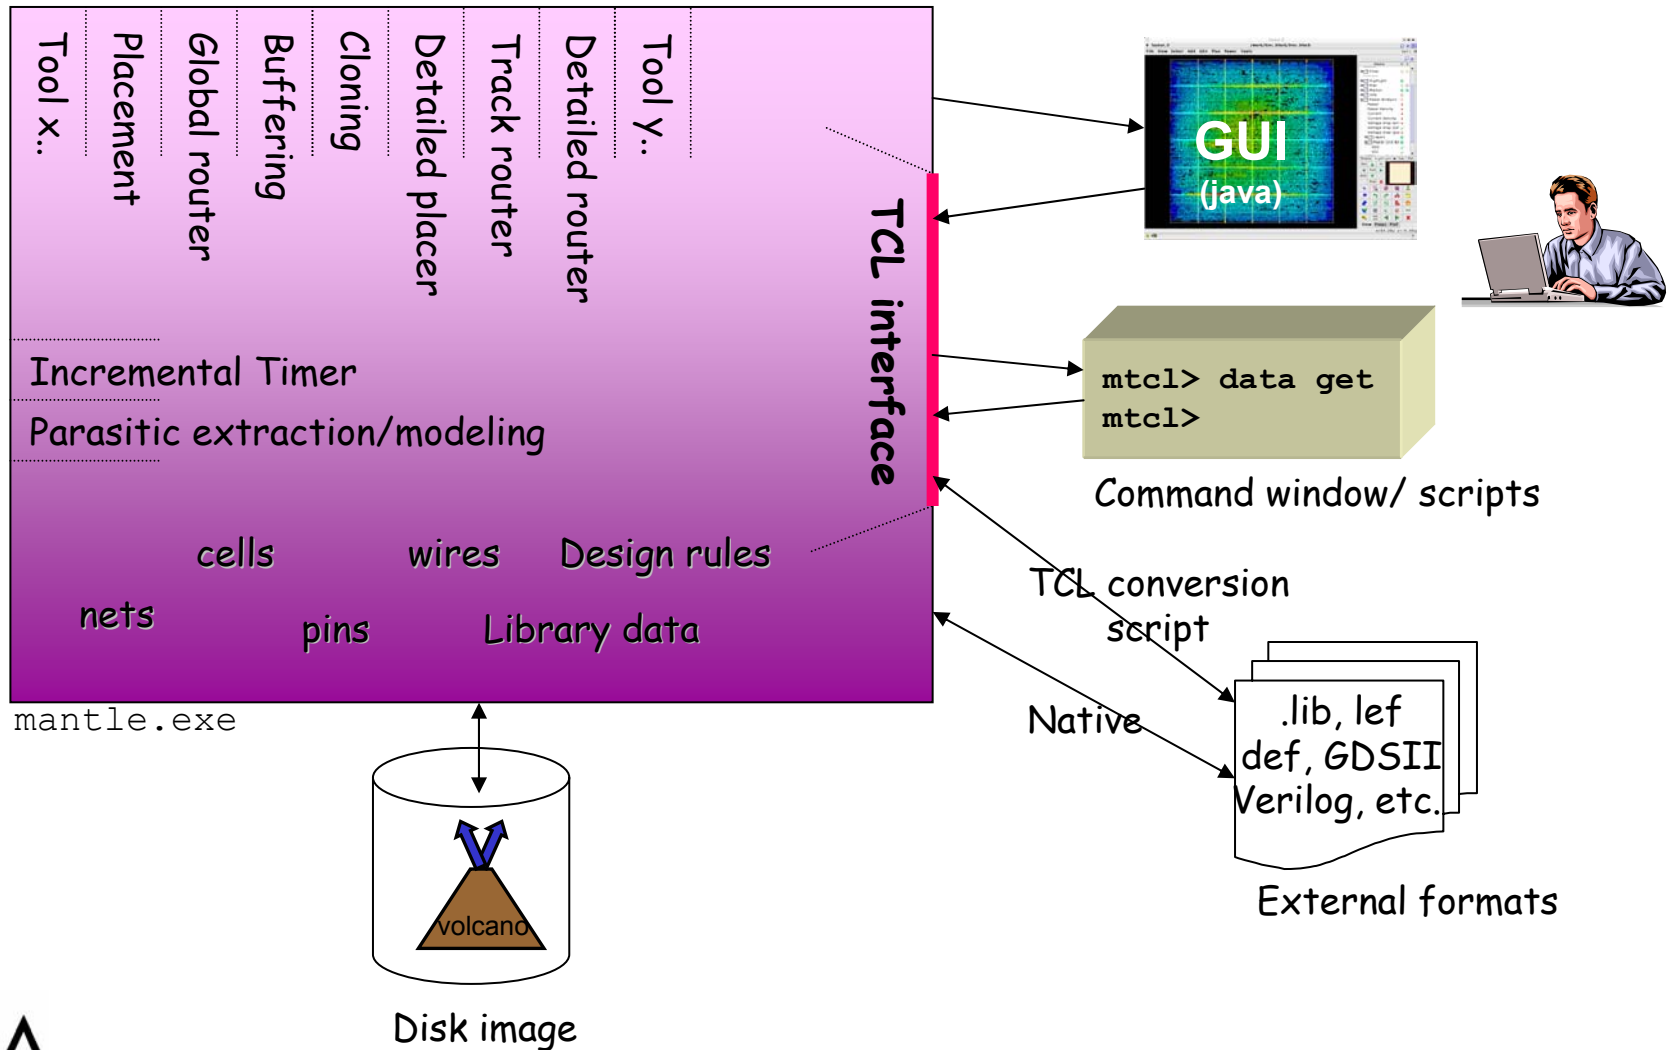 Tool x..
Placement
Global router
Buffering
Cloning
Detailed placer
Track router
Detailed router
Tool y..
TCL interface
GUI
(java)
Incremental Timer
Parasitic extraction/modeling
mtcl> data get
mtcl>
Command window/ scripts
cells
wires
Design rules
nets
pins
Library data
TCL conversion
script
Native
mantle.exe
.lib, lef
def, GDSII
Verilog, etc.
External formats
volcano
Disk image